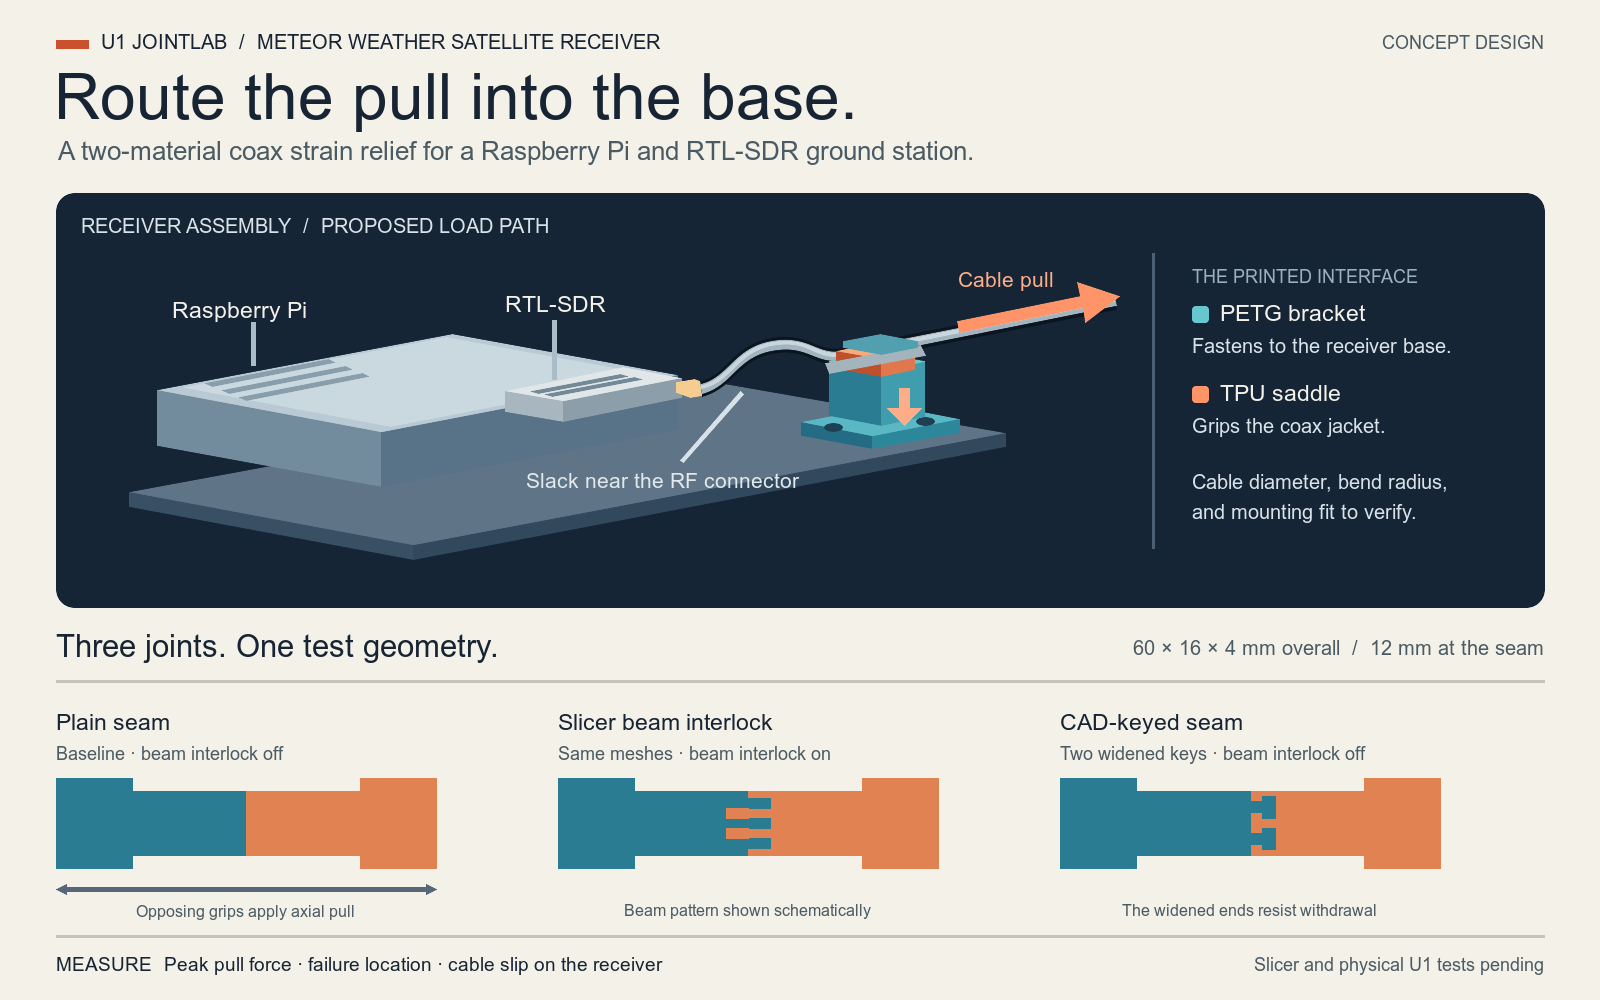 U1 JOINTLAB / METEOR WEATHER SATELLITE RECEIVER
CONCEPT DESIGN
Route the pull into the base.
A two-material coax strain relief for a Raspberry Pi and RTL-SDR ground station.
RECEIVER ASSEMBLY / PROPOSED LOAD PATH
Cable pull
Raspberry Pi
RTL-SDR
Slack near the RF connector
THE PRINTED INTERFACE
PETG bracket
Fastens to the receiver base.
TPU saddle
Grips the coax jacket.
Cable diameter, bend radius,
and mounting fit to verify.
Three joints. One test geometry.
60 × 16 × 4 mm overall / 12 mm at the seam
Plain seam
Baseline · beam interlock off
Opposing grips apply axial pull
Slicer beam interlock
Same meshes · beam interlock on
Beam pattern shown schematically
CAD-keyed seam
Two widened keys · beam interlock off
The widened ends resist withdrawal
MEASURE Peak pull force · failure location · cable slip on the receiver
Slicer and physical U1 tests pending